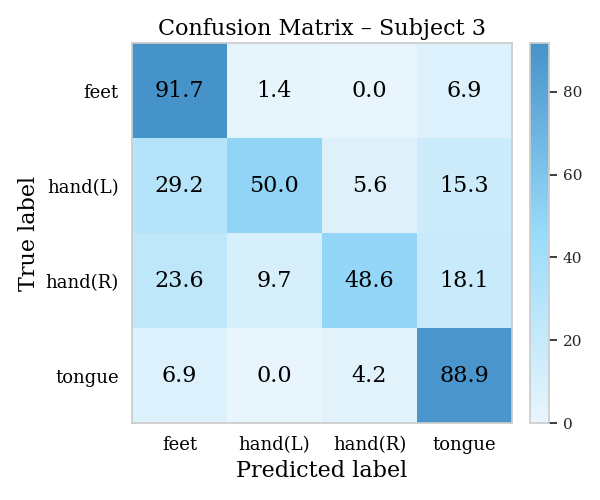 Confusion Matrix – Subject 3
True label
feet 91.7 1.4 0.0 6.9
hand(L) 29.2 50.0 5.6 15.3
hand(R) 23.6 9.7 48.6 18.1
tongue 6.9 0.0 4.2 88.9
feet hand(L) hand(R) tongue
Predicted label
80
60
40
20
0